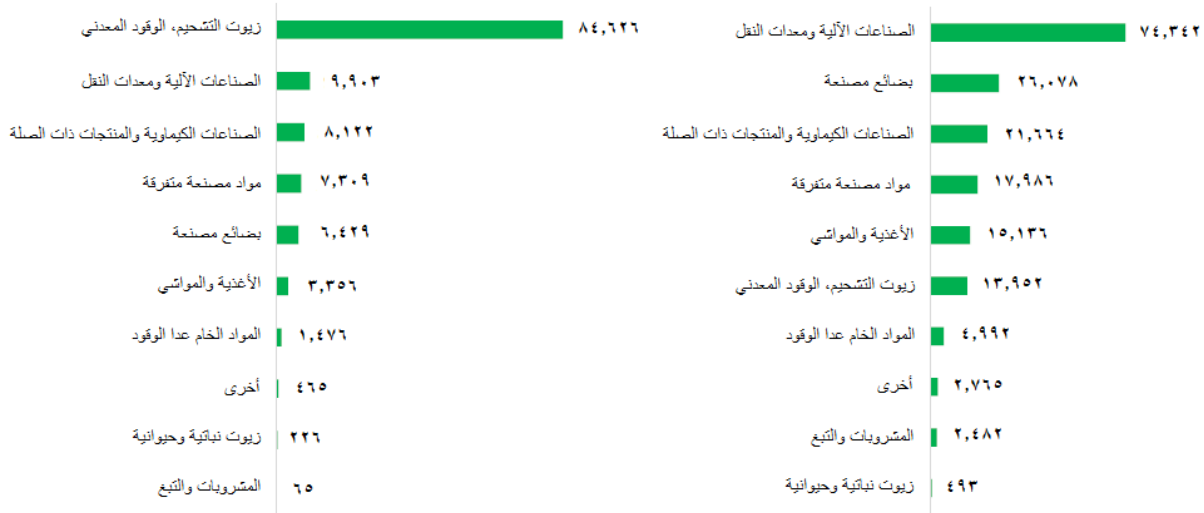 الصناعات الآلية ومعدات النقل ٧٤,٣٤٢
بضائع مصنعة ٢٦,٠٧٨
الصناعات الكيماوية والمنتجات ذات الصلة ٢١,٦٦٤
مواد مصنعة متفرقة ١٧,٩٨٦
الأغذية والمواشي ١٥,١٣٦
زيوت التشحيم، الوقود المعدني ١٣,٩٥٢
المواد الخام عدا الوقود ٤,٩٩٢
أخرى ٢,٧٦٥
المشروبات والتبغ ٢,٤٨٢
زيوت نباتية وحيوانية ٤٩٣
زيوت التشحيم، الوقود المعدني ٨٤,٦٢٦
الصناعات الآلية ومعدات النقل ٩,٩٠٣
الصناعات الكيماوية والمنتجات ذات الصلة ٨,١٢٢
مواد مصنعة متفرقة ٧,٣٠٩
بضائع مصنعة ٦,٤٢٩
الأغذية والمواشي ٣,٣٥٦
المواد الخام عدا الوقود ١,٤٧٦
أخرى ٤٦٥
زيوت نباتية وحيوانية ٢٢٦
المشروبات والتبغ ٦٥